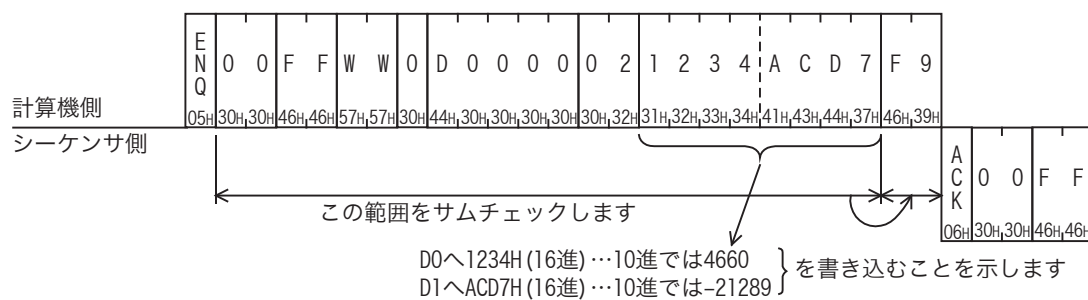 ENQ 0 0 F F W W 0 D 0 0 0 0 0 2 1 2 3 4 A C D 7 F 9
計算機側 05H 30H,30H 46H,46H 57H,57H 30H 44H,30H,30H,30H,30H 30H,32H 31H,32H,33H,34H 41H,43H,44H,37H 46H,39H
シーケンサ側
ACK 0 0 F F
06H 30H,30H 46H,46H
この範囲をサムチェックします
D0へ1234H(16進)…10進では4660
D1へACD7H(16進)…10進では-21289
を書き込むことを示します